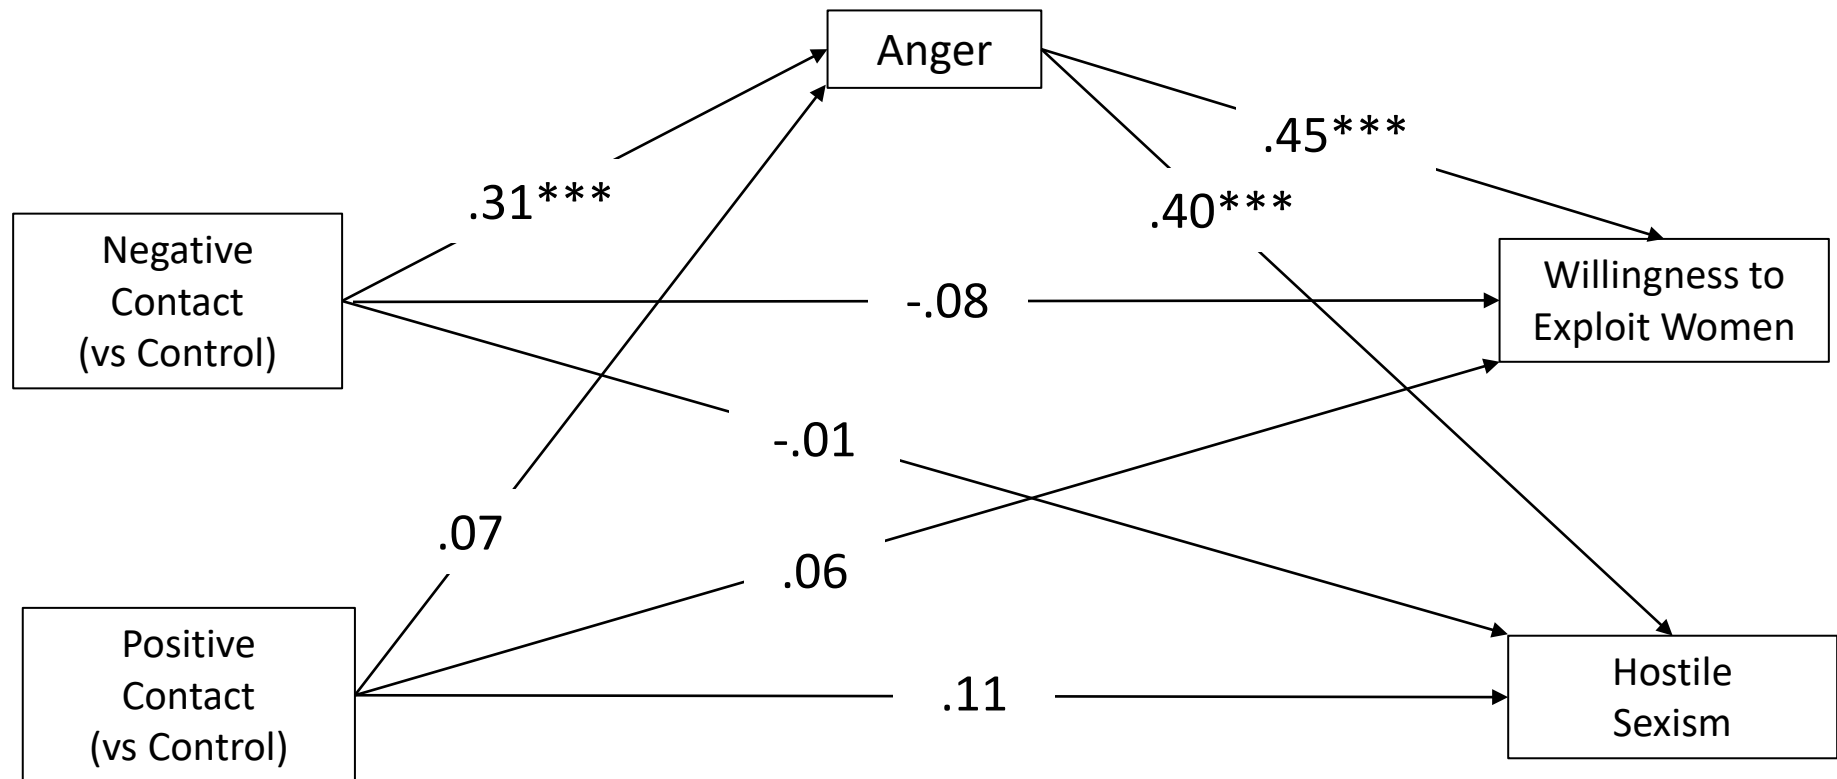 Anger
.45***
.31***
.40***
Negative
Contact
(vs Control)
-.08
Willingness to
Exploit Women
-.01
.07
.06
Positive
Contact
(vs Control)
.11
Hostile
Sexism